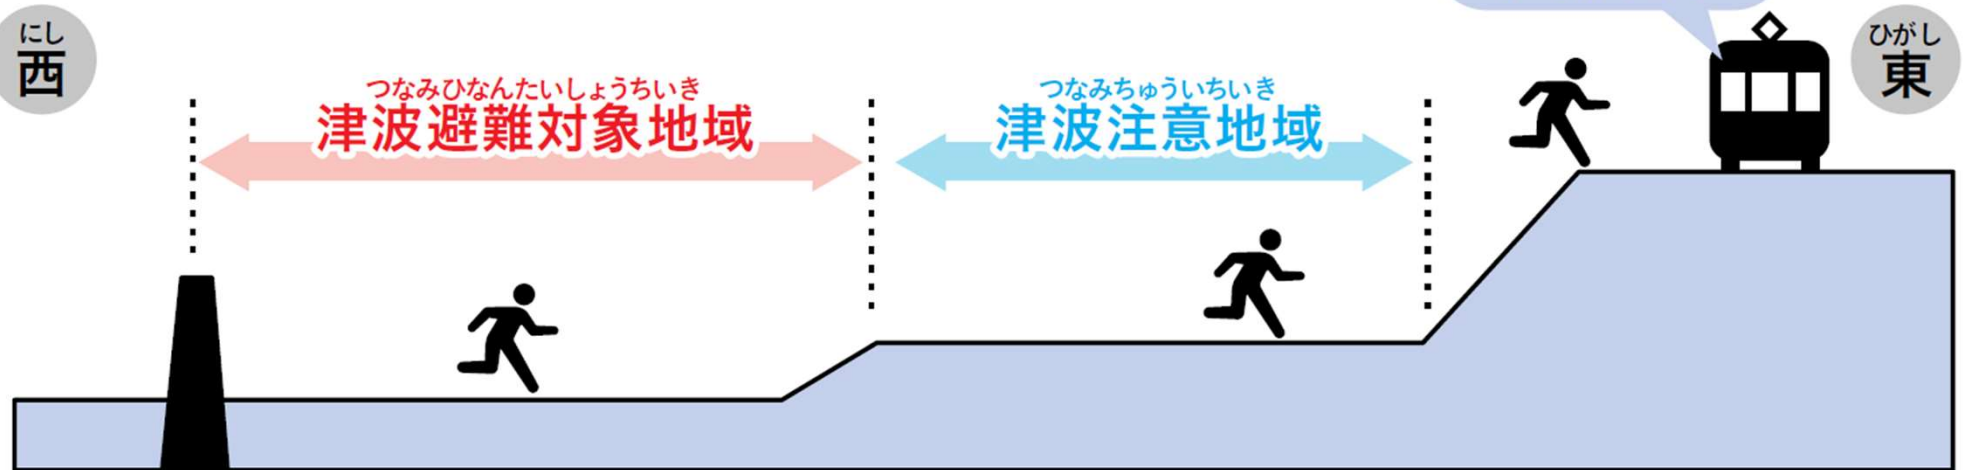 にし
西
つなみひなんたいしょうちいき
津波避難対象地域
つなみちゅういちいき
津波注意地域
ひがし
東